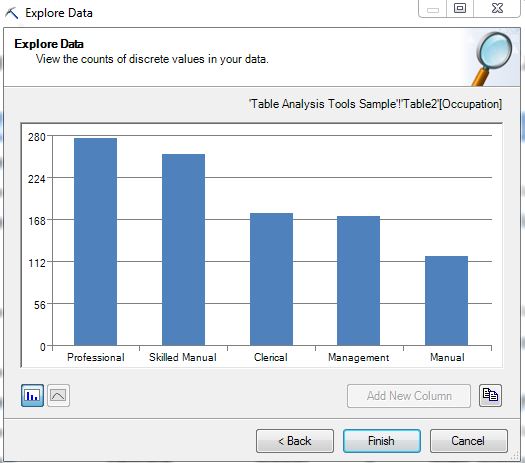 Explore Data
Explore Data
View the counts of discrete values in your data.
'Table Analysis Tools Sample'!'Table2'[Occupation]
280
224
168
112
56
0
Professional Skilled Manual Clerical Management Manual
Add New Column
< Back Finish Cancel